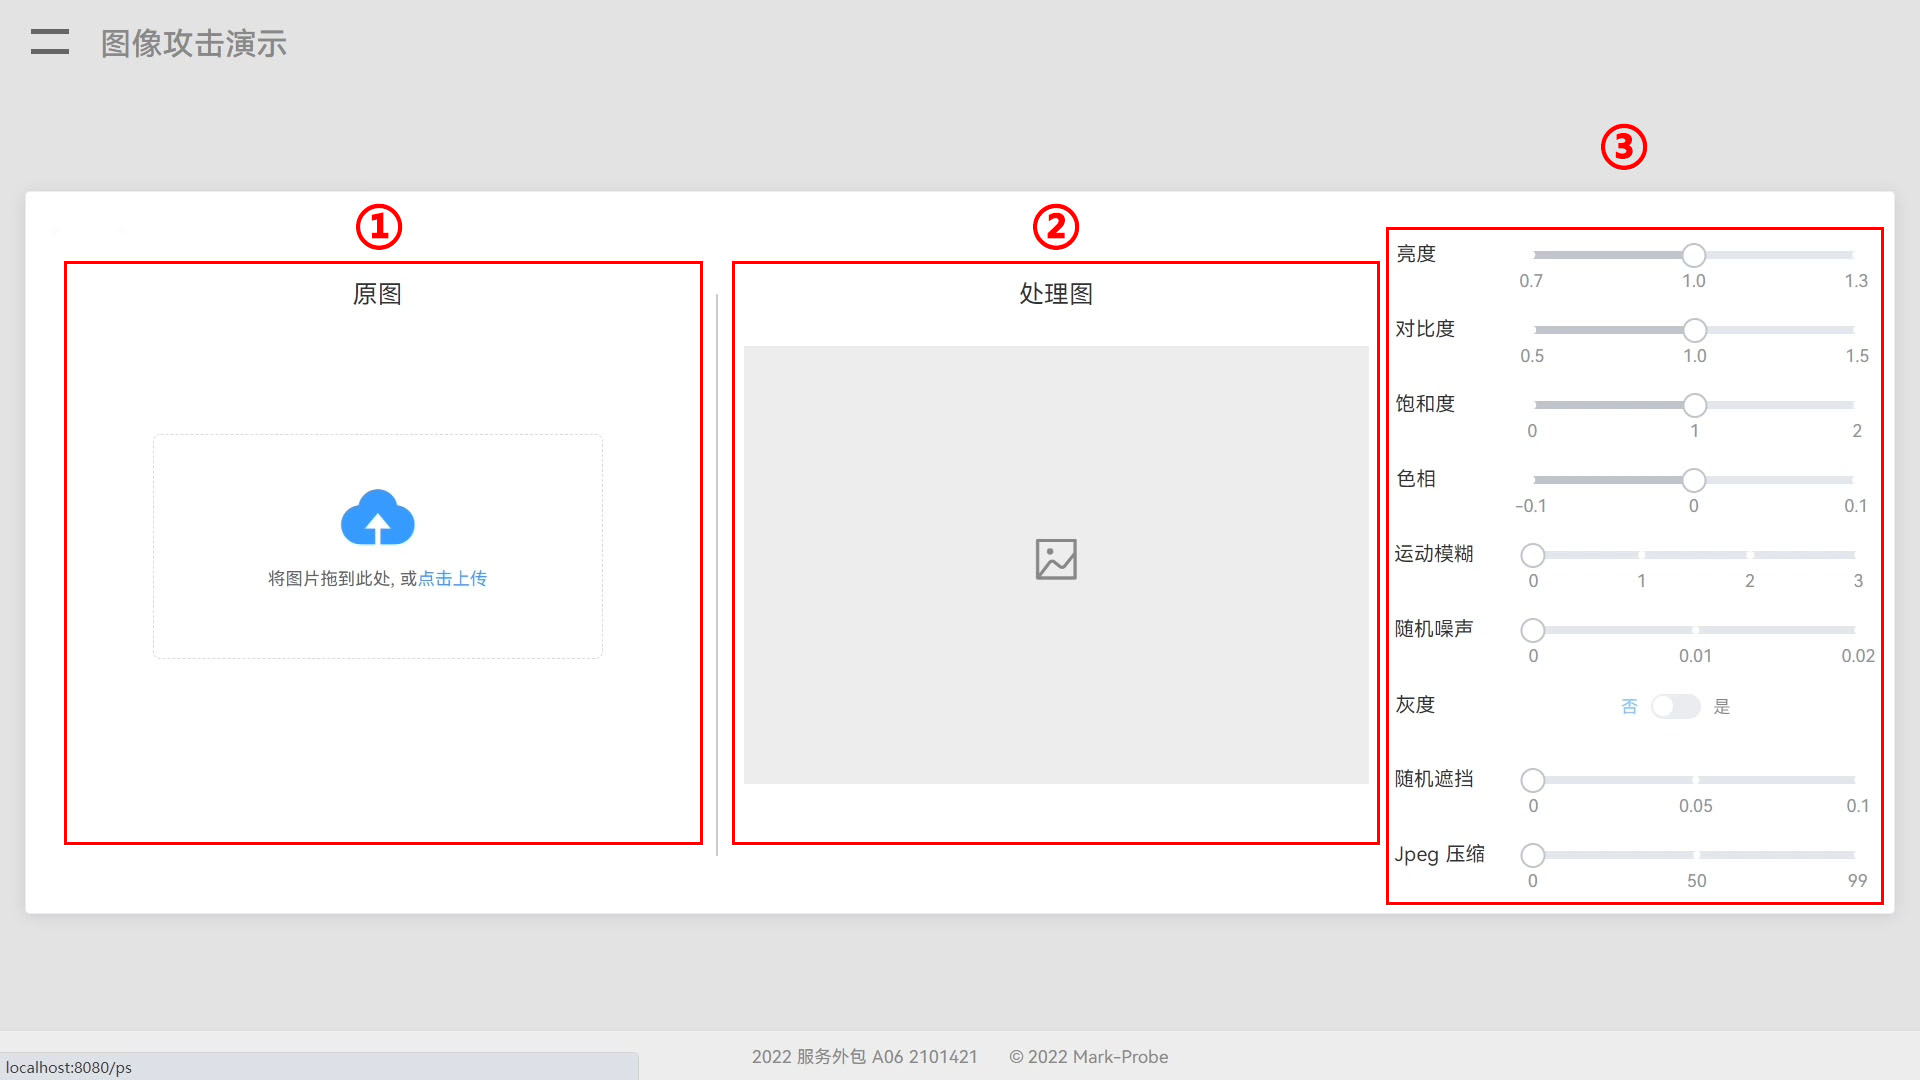 图像攻击演示
③
①
②
原图
处理图
将图片拖到此处, 或点击上传
亮度
0.7 1.0 1.3
对比度
0.5 1.0 1.5
饱和度
0 1 2
色相
-0.1 0 0.1
运动模糊
0 1 2 3
随机噪声
0 0.01 0.02
灰度 否 是
随机遮挡
0 0.05 0.1
Jpeg 压缩
0 50 99
2022 服务外包 A06 2101421 © 2022 Mark-Probe
localhost:8080/ps